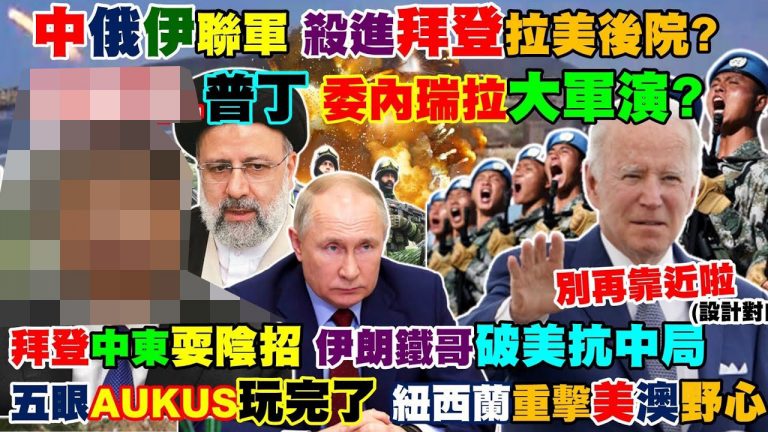 中俄伊聯軍 殺進拜登拉美後院?
普丁 委內瑞拉大軍演?
別再靠近啦
(設計對白
拜登中東耍陰招 伊朗鐵哥破美抗中局
五眼AUKUS玩完了 紐西蘭重擊美澳野心